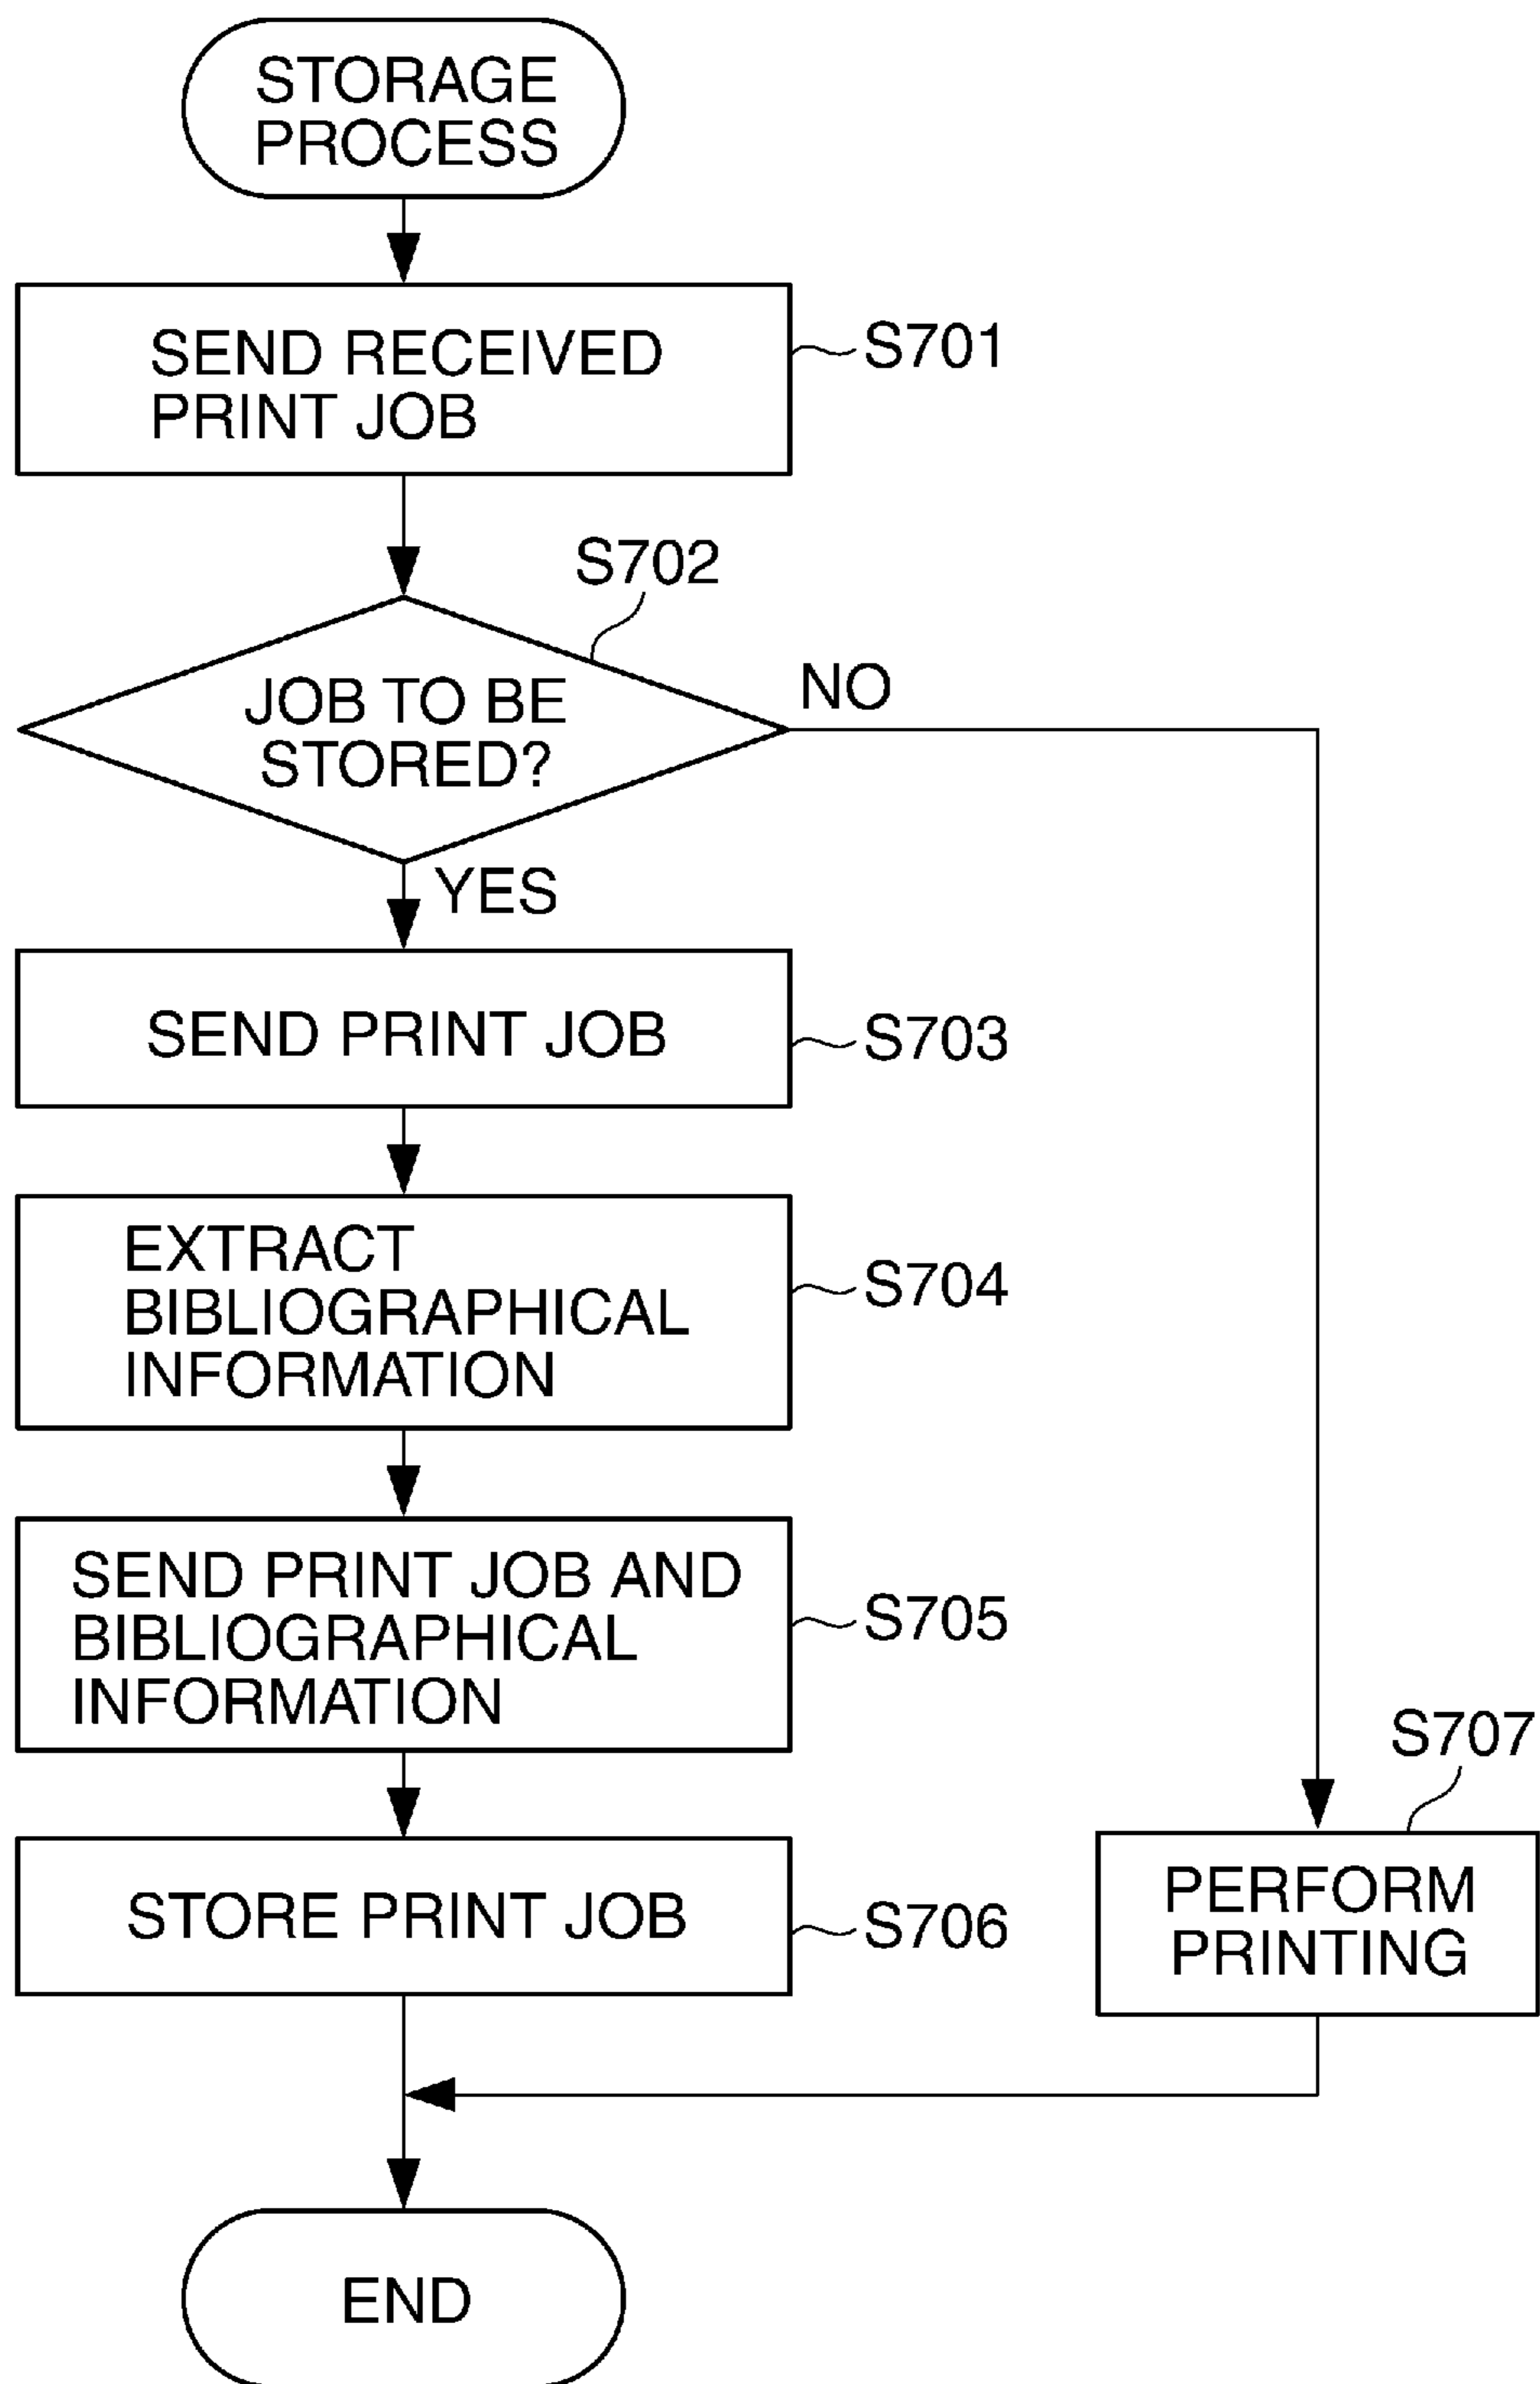 STORAGE
PROCESS
SEND RECEIVED
PRINT JOB
S701
S702
JOB TO BE
STORED?
NO
YES
SEND PRINT JOB
S703
EXTRACT
BIBLIOGRAPHICAL
INFORMATION
S704
SEND PRINT JOB AND
BIBLIOGRAPHICAL
INFORMATION
S705
S707
STORE PRINT JOB
S706
PERFORM
PRINTING
END